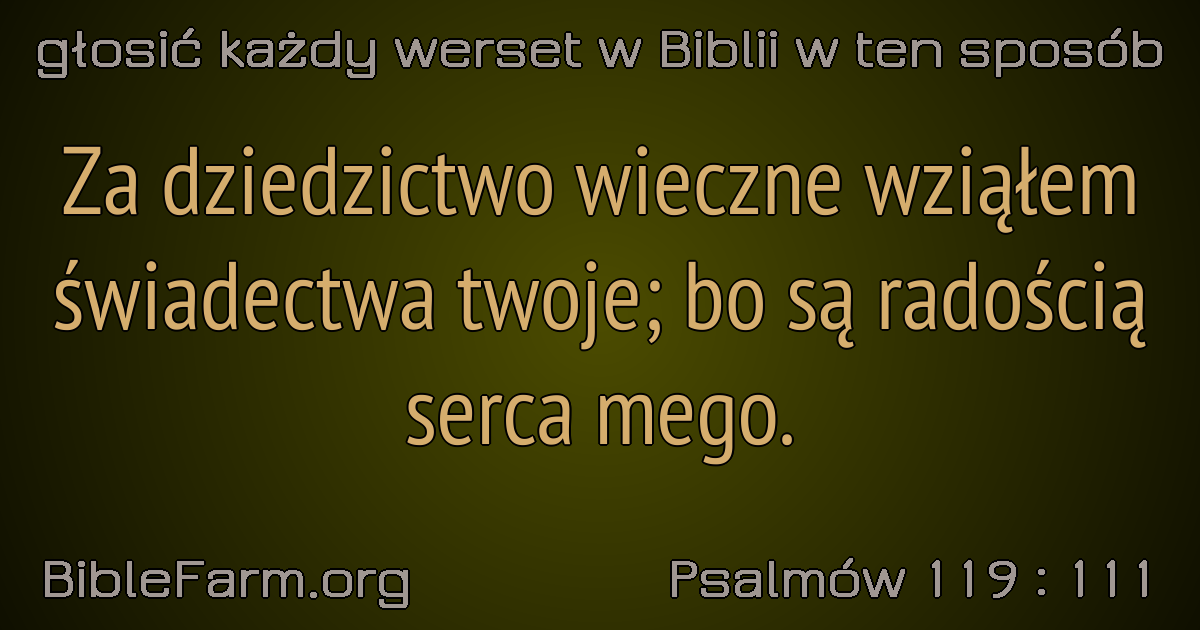 głosić każdy werset w Biblii w ten sposób
Za dziedzictwo wieczne wziąłem
świadectwa twoje; bo są radością
serca mego.
BibleFarm.org
Psalmów 119 : 111